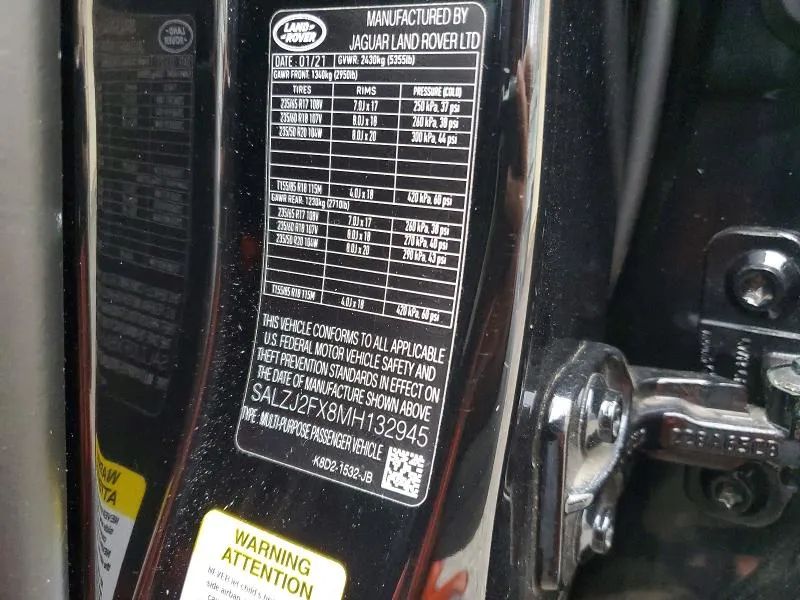 LAND ROVER
MANUFACTURED BY
JAGUAR LAND ROVER LTD
DATE: 01/21 GVWR: 2430kg (5355lb)
GAWR FRONT: 1340kg (2950lb)
TIRES RIMS PRESSURE (COLD)
235/65 R17 108V 7.0J x 17 250 kPa, 37 psi
235/60 R18 107V 8.0J x 18 260 kPa, 38 psi
235/50 R20 104W 8.0J x 20 300 kPa, 44 psi
T155/85 R18 115M 4.0J x 18 420 kPa, 60 psi
GAWR REAR: 1230kg (2710lb)
235/65 R17 108V 7.0J x 17 260 kPa, 38 psi
235/60 R18 107V 8.0J x 18 270 kPa, 40 psi
235/50 R20 104W 8.0J x 20 290 kPa, 43 psi
T155/85 R18 115M 4.0J x 18 420 kPa, 60 psi
THIS VEHICLE CONFORMS TO ALL APPLICABLE
U.S. FEDERAL MOTOR VEHICLE SAFETY AND
THEFT PREVENTION STANDARDS IN EFFECT ON
THE DATE OF MANUFACTURE SHOWN ABOVE
SALZJ2FX8MH132945
TYPE: MULTI-PURPOSE PASSENGER VEHICLE
K8D2-1532-JB
WARNING
ATTENTION
NEVER let child's
side airbag